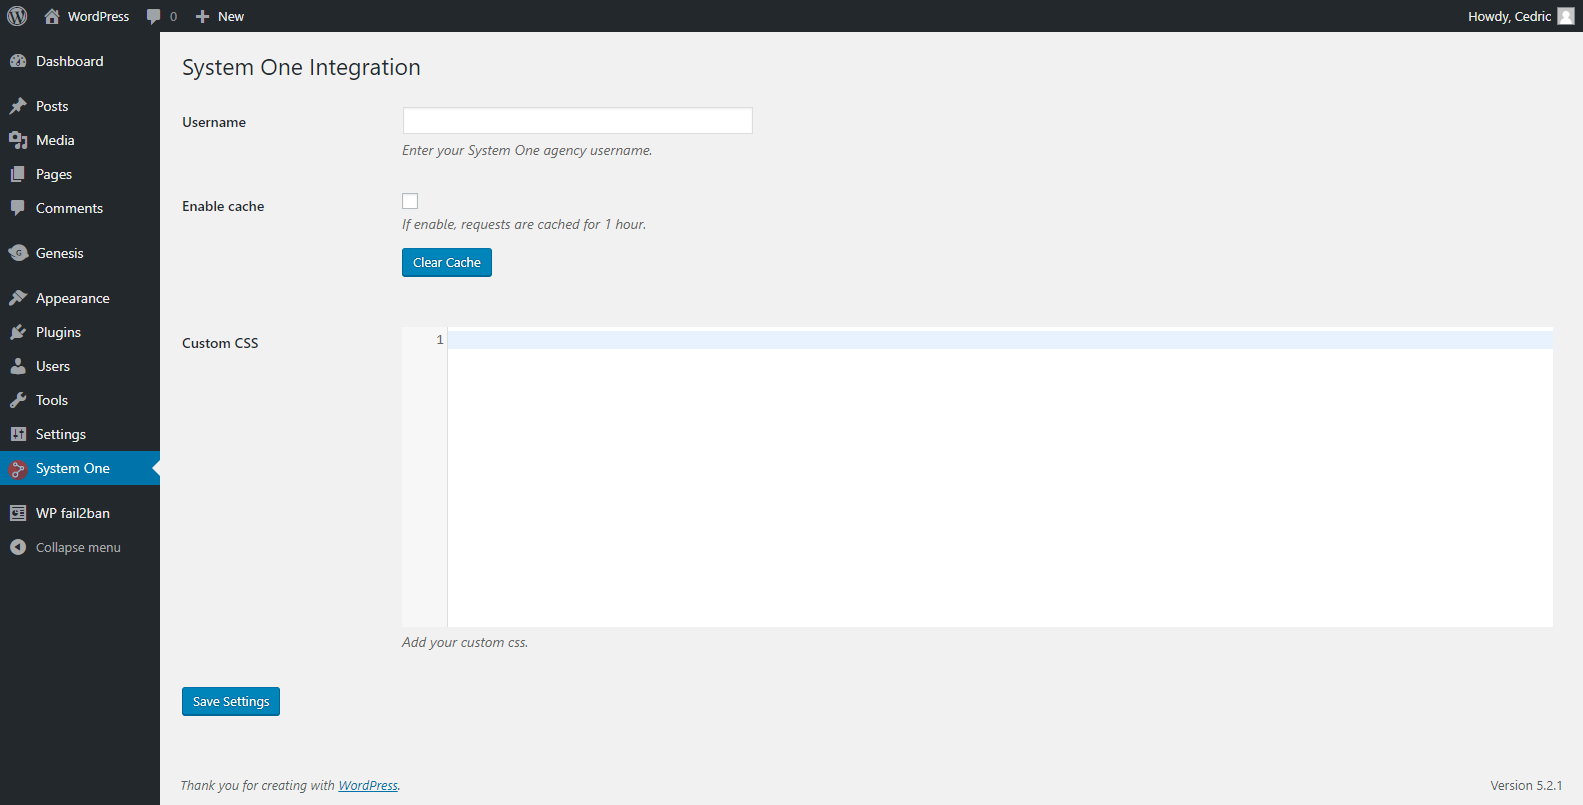 WordPress 0 New Howdy, Cedric
Dashboard
Posts
Media
Pages
Comments
Genesis
Appearance
Plugins
Users
Tools
Settings
System One
WP fail2ban
Collapse menu
System One Integration
Username
Enter your System One agency username.
Enable cache
If enable, requests are cached for 1 hour.
Clear Cache
Custom CSS
1
Add your custom css.
Save Settings
Thank you for creating with WordPress. Version 5.2.1